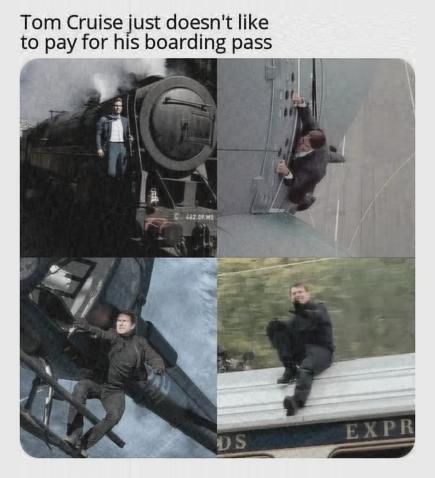 Tom Cruise just doesn't like
to pay for his boarding pass
DS EXPR